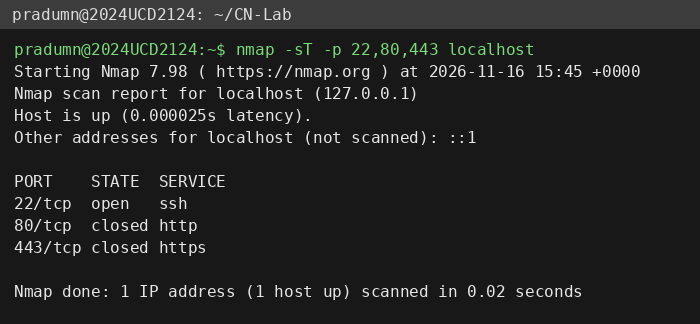 pradumn@2024UCD2124: ~/CN-Lab
pradumn@2024UCD2124:~$ nmap -sT -p 22,80,443 localhost
Starting Nmap 7.98 ( https://nmap.org ) at 2026-11-16 15:45 +0000
Nmap scan report for localhost (127.0.0.1)
Host is up (0.000025s latency).
Other addresses for localhost (not scanned): ::1
PORT    STATE  SERVICE
22/tcp  open   ssh
80/tcp  closed http
443/tcp closed https
Nmap done: 1 IP address (1 host up) scanned in 0.02 seconds